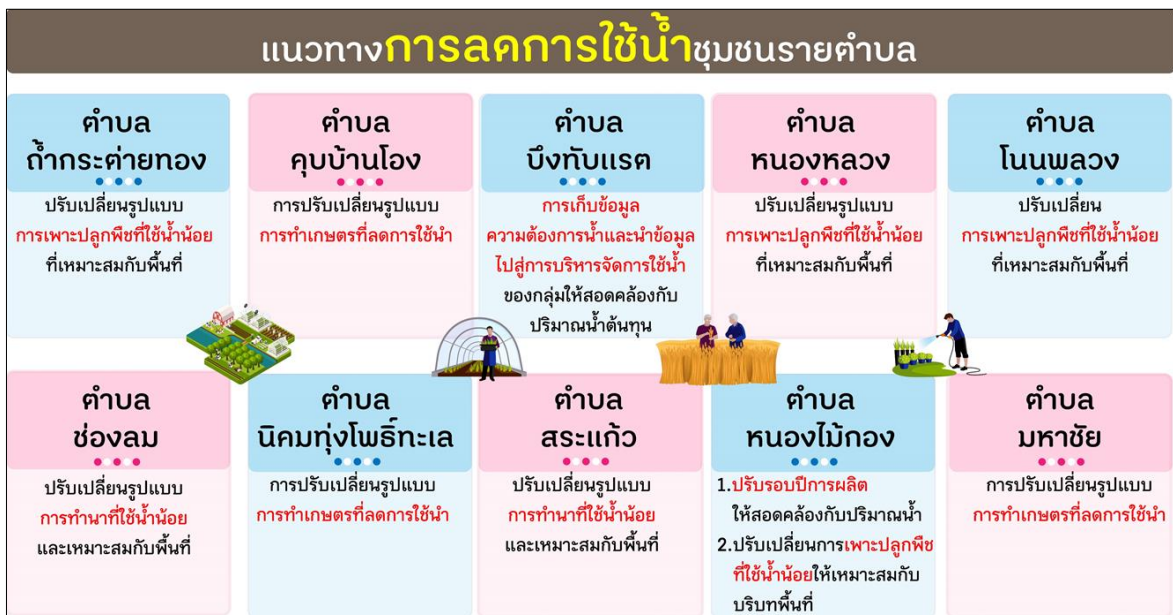 แนวทางการลดการใช้น้ำชุมชนรายตำบล
ตำบล
ถ้ำกระต่ายทอง
ปรับเปลี่ยนรูปแบบ
การเพาะปลูกพืชที่ใช้น้ำน้อย
ที่เหมาะสมกับพื้นที่
ตำบล
คุยบ้านโอง
การปรับเปลี่ยนรูปแบบ
การทำเกษตรที่ลดการใช้น้ำ
ตำบล
บึงทับแรต
การเก็บข้อมูล
ความต้องการน้ำและนำข้อมูล
ไปสู่การบริหารจัดการใช้น้ำ
ของกลุ่มให้สอดคล้องกับ
ปริมาณน้ำต้นทุน
ตำบล
หนองหลวง
ปรับเปลี่ยนรูปแบบ
การเพาะปลูกพืชที่ใช้น้ำน้อย
ที่เหมาะสมกับพื้นที่
ตำบล
โนนพลวง
ปรับเปลี่ยน
การเพาะปลูกพืชที่ใช้น้ำน้อย
ที่เหมาะสมกับพื้นที่
ตำบล
ช่องลม
ปรับเปลี่ยนรูปแบบ
การทำนาที่ใช้น้ำน้อย
และเหมาะสมกับพื้นที่
ตำบล
นิคมทุ่งโพธิ์ทะเล
การปรับเปลี่ยนรูปแบบ
การทำเกษตรที่ลดการใช้น้ำ
ตำบล
สระแก้ว
ปรับเปลี่ยนรูปแบบ
การทำนาที่ใช้น้ำน้อย
และเหมาะสมกับพื้นที่
ตำบล
หนองไม้กอง
1.ปรับรอบปีการผลิต
ให้สอดคล้องกับปริมาณน้ำ
2.ปรับเปลี่ยนการเพาะปลูกพืช
ที่ใช้น้ำน้อยให้เหมาะสมกับ
บริบทพื้นที่
ตำบล
มหาชัย
การปรับเปลี่ยนรูปแบบ
การทำเกษตรที่ลดการใช้น้ำ